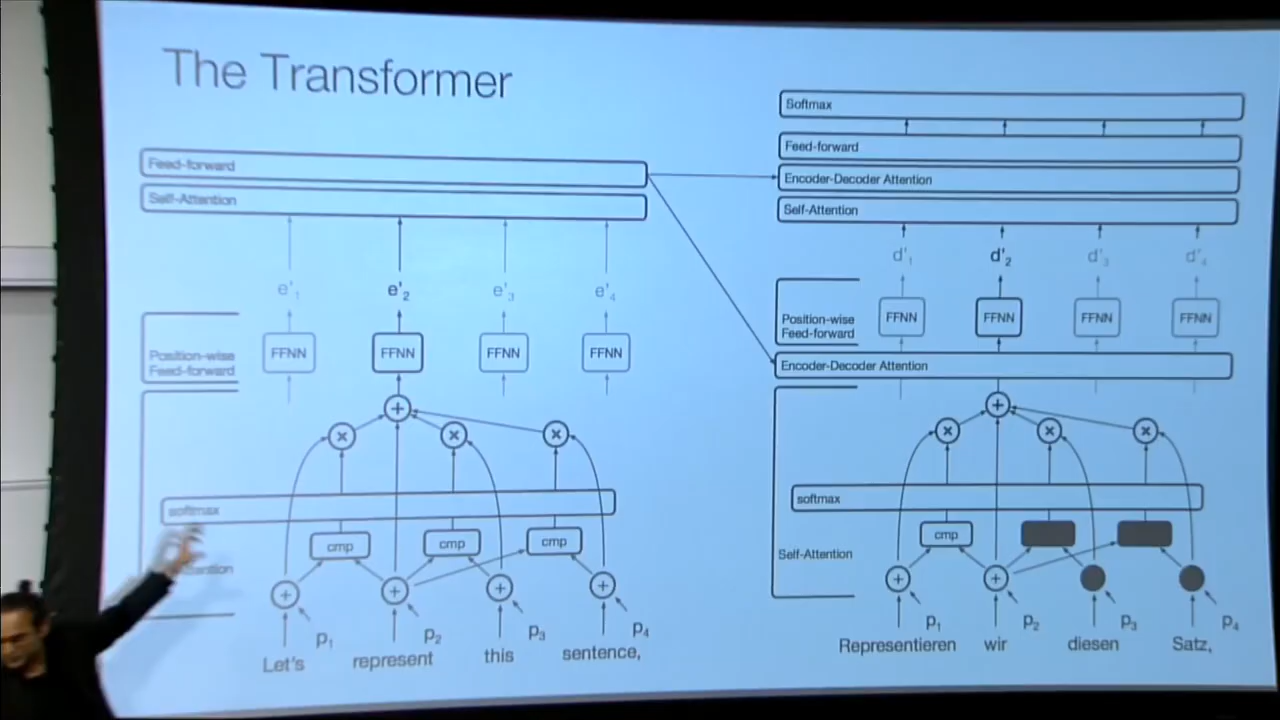 The Transformer
Feed-forward
Self-Attention
e'1 e'2 e'3 e'4
Position-wise
Feed-forward
FFNN FFNN FFNN FFNN
+
× × ×
softmax
cmp cmp cmp
+ + + +
p1 p2 p3 p4
Let's represent this sentence,
Softmax
Feed-forward
Encoder-Decoder Attention
Self-Attention
d'1 d'2 d'3 d'4
Position-wise
Feed-forward
FFNN FFNN FFNN FFNN
Encoder-Decoder Attention
+
× × ×
softmax
cmp
Self-Attention
+ +
p1 p2 p3 p4
Representieren wir diesen Satz,